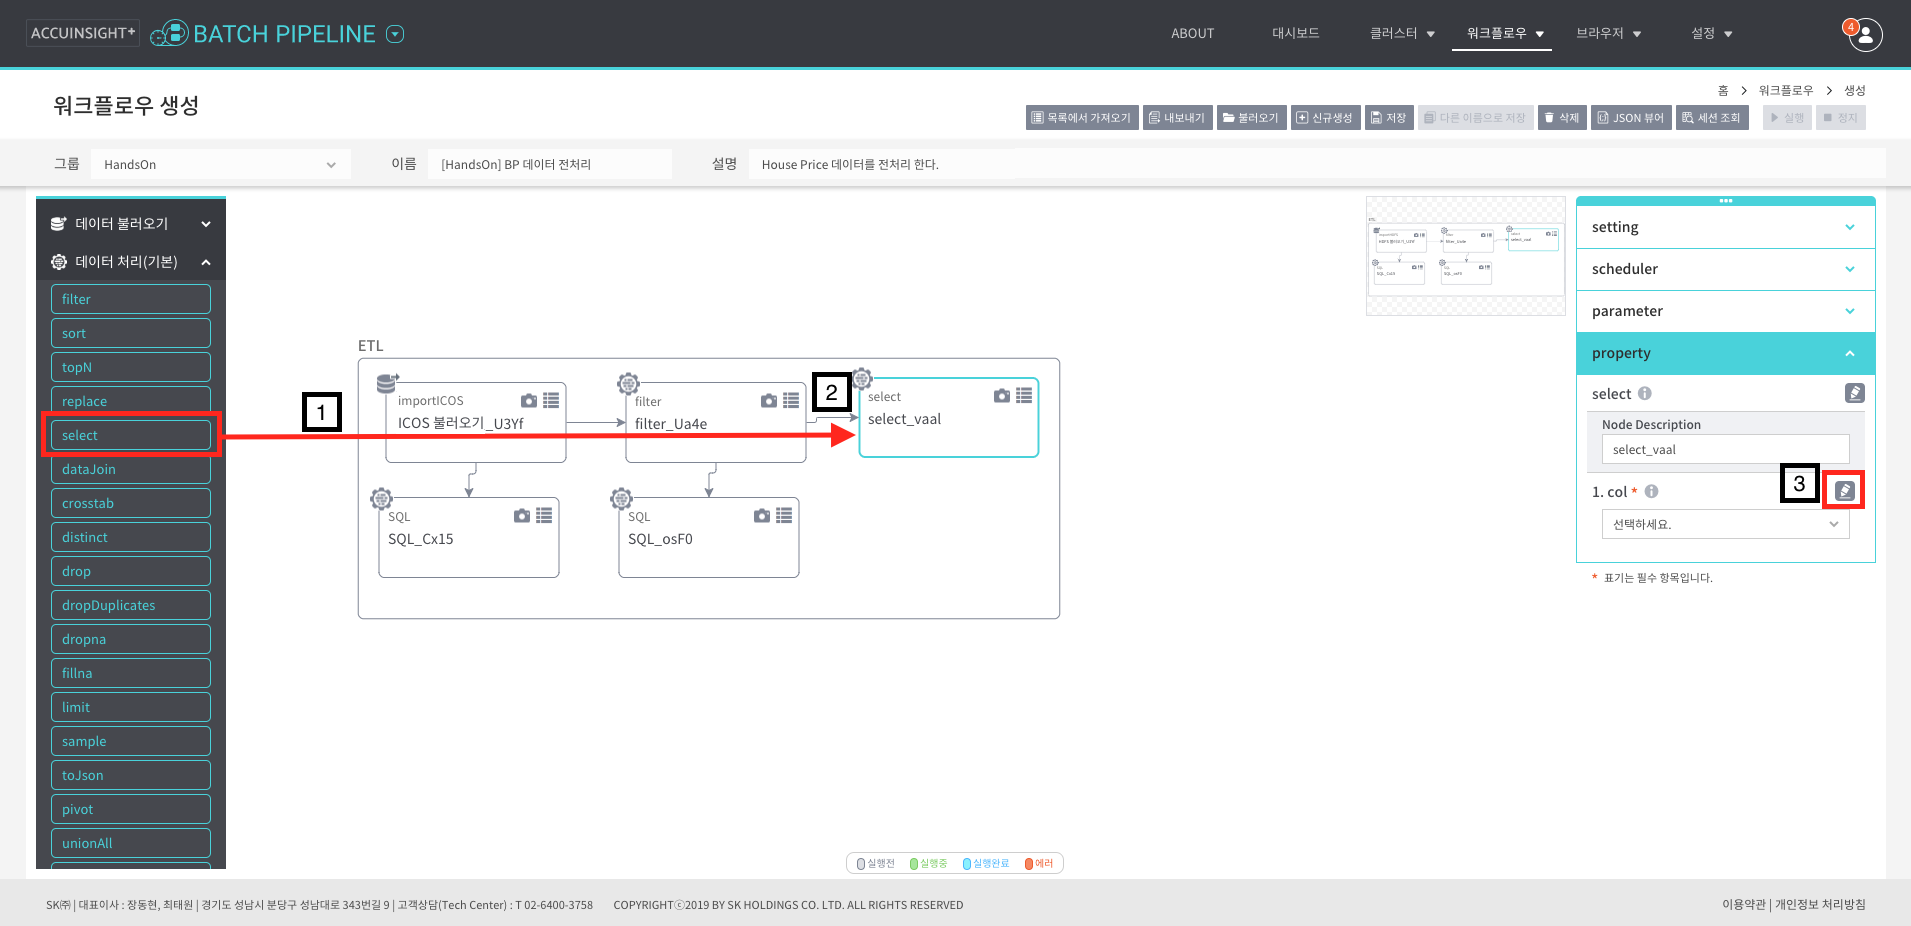 ACCUINSIGHT+ BATCH PIPELINE ABOUT 대시보드 클러스터 워크플로우 브라우저 설정 4
홈 > 워크플로우 > 생성
워크플로우 생성
목록에서 가져오기 내보내기 불러오기 신규생성 저장 다른 이름으로 저장 삭제 JSON 뷰어 세션 조회 실행 정지
그룹 HandsOn 이름 [HandsOn] BP 데이터 전처리 설명 House Price 데이터를 전처리 한다.
데이터 불러오기
데이터 처리(기본)
filter
sort
topN
replace
select
dataJoin
crosstab
distinct
drop
dropDuplicates
dropna
fillna
limit
sample
toJson
pivot
unionAll
1
2
ETL
importICOS
ICOS 불러오기_U3Yf
filter
filter_Ua4e
select
select_vaal
SQL
SQL_Cx15
SQL
SQL_osF0
setting
scheduler
parameter
property
select
Node Description
select_vaal
3
1. col *
선택하세요.
* 표기는 필수 항목입니다.
실행전 실행중 실행완료 에러
SK㈜ | 대표이사 : 장동현, 최태원 | 경기도 성남시 분당구 성남대로 343번길 9 | 고객상담(Tech Center) : T 02-6400-3758 COPYRIGHTⓒ2019 BY SK HOLDINGS CO. LTD. ALL RIGHTS RESERVED 이용약관 | 개인정보 처리방침